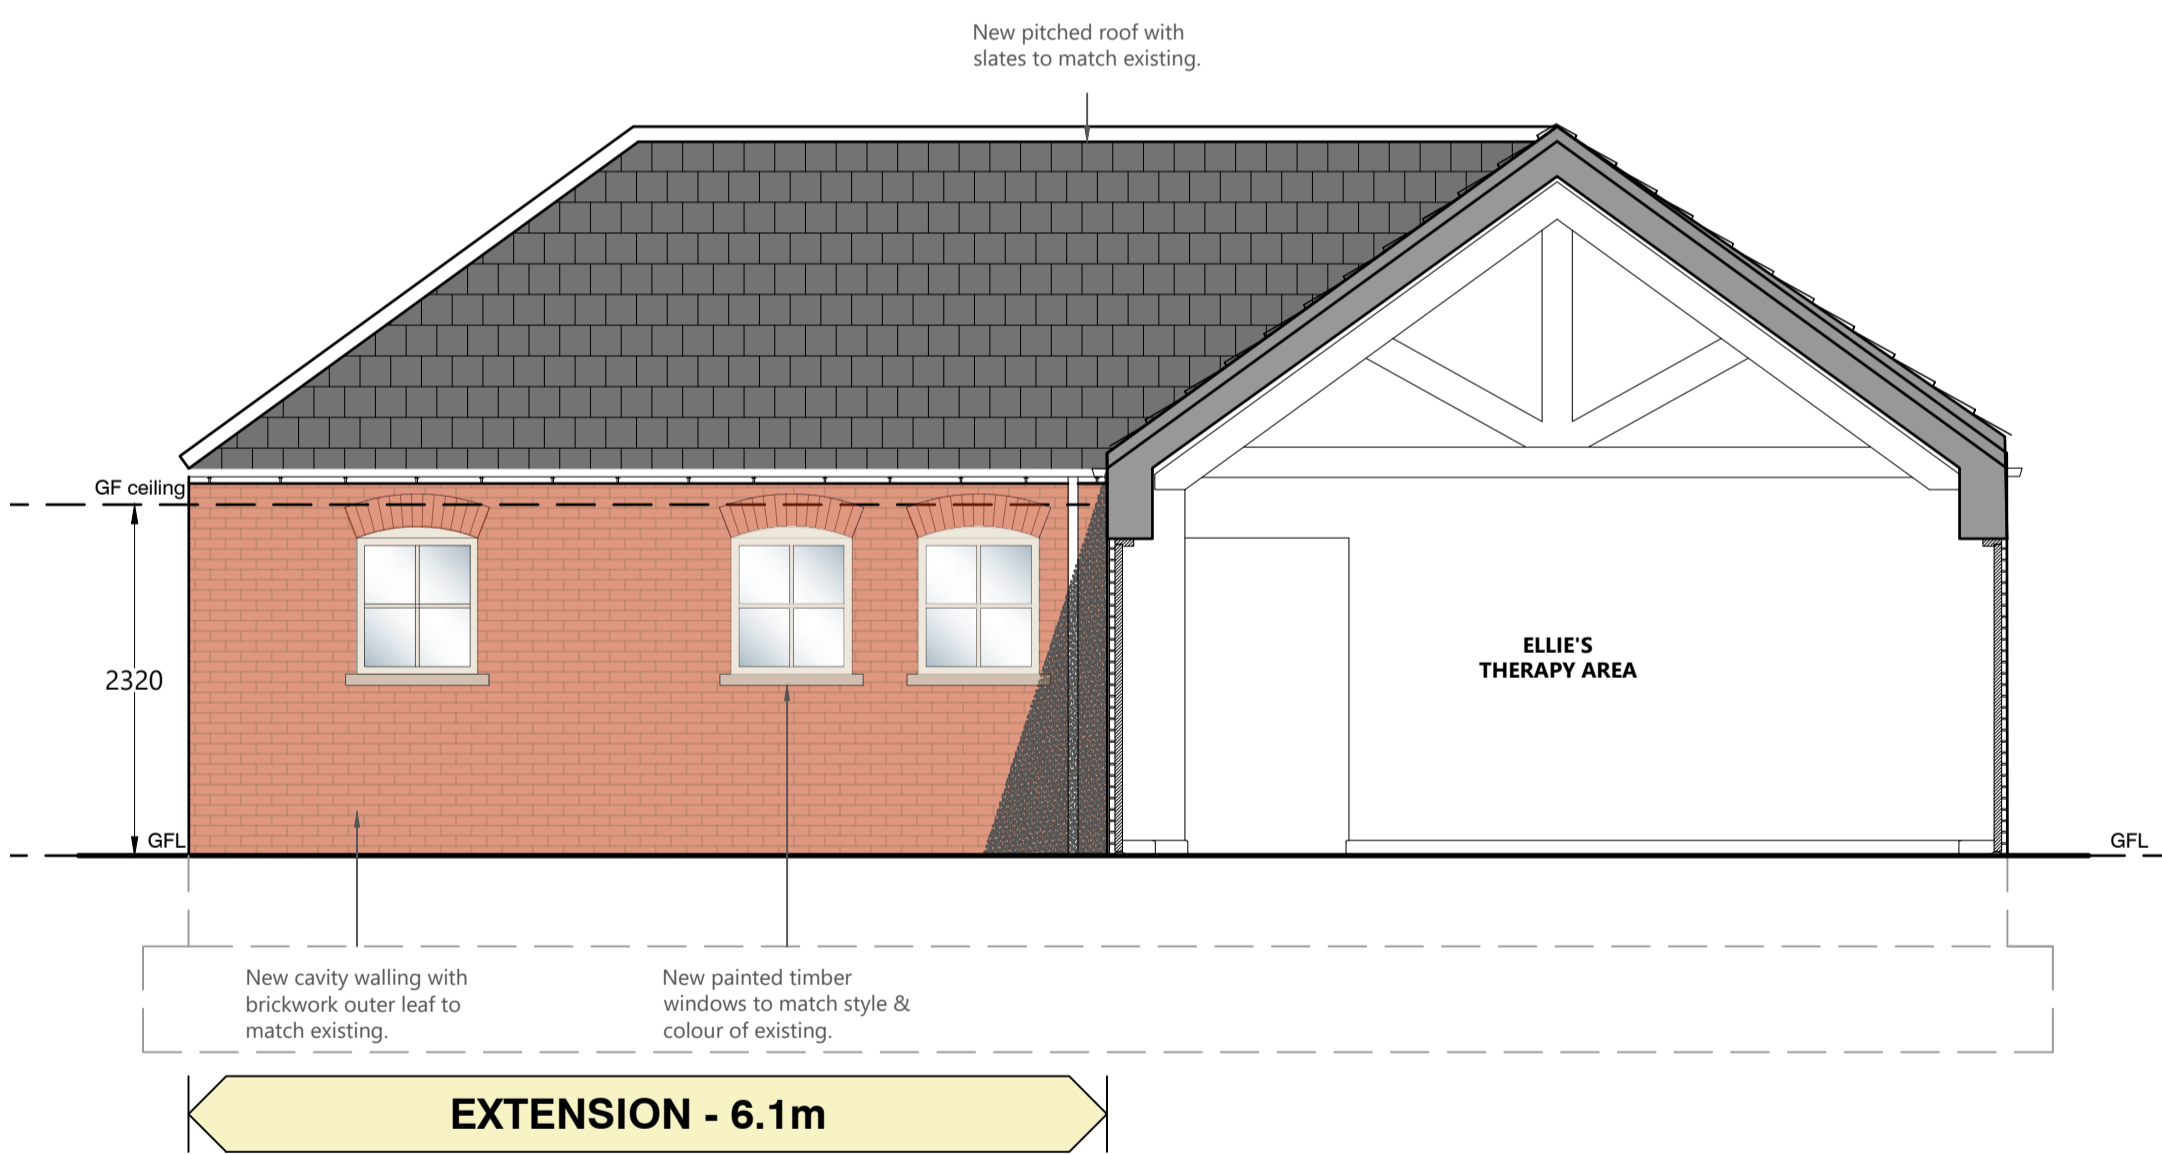 New pitched roof with
slates to match existing.
GF ceiling
2320
ELLIE'S
THERAPY AREA
GFL
GFL
New cavity walling with
brickwork outer leaf to
match existing.
New painted timber
windows to match style &
colour of existing.
EXTENSION - 6.1m